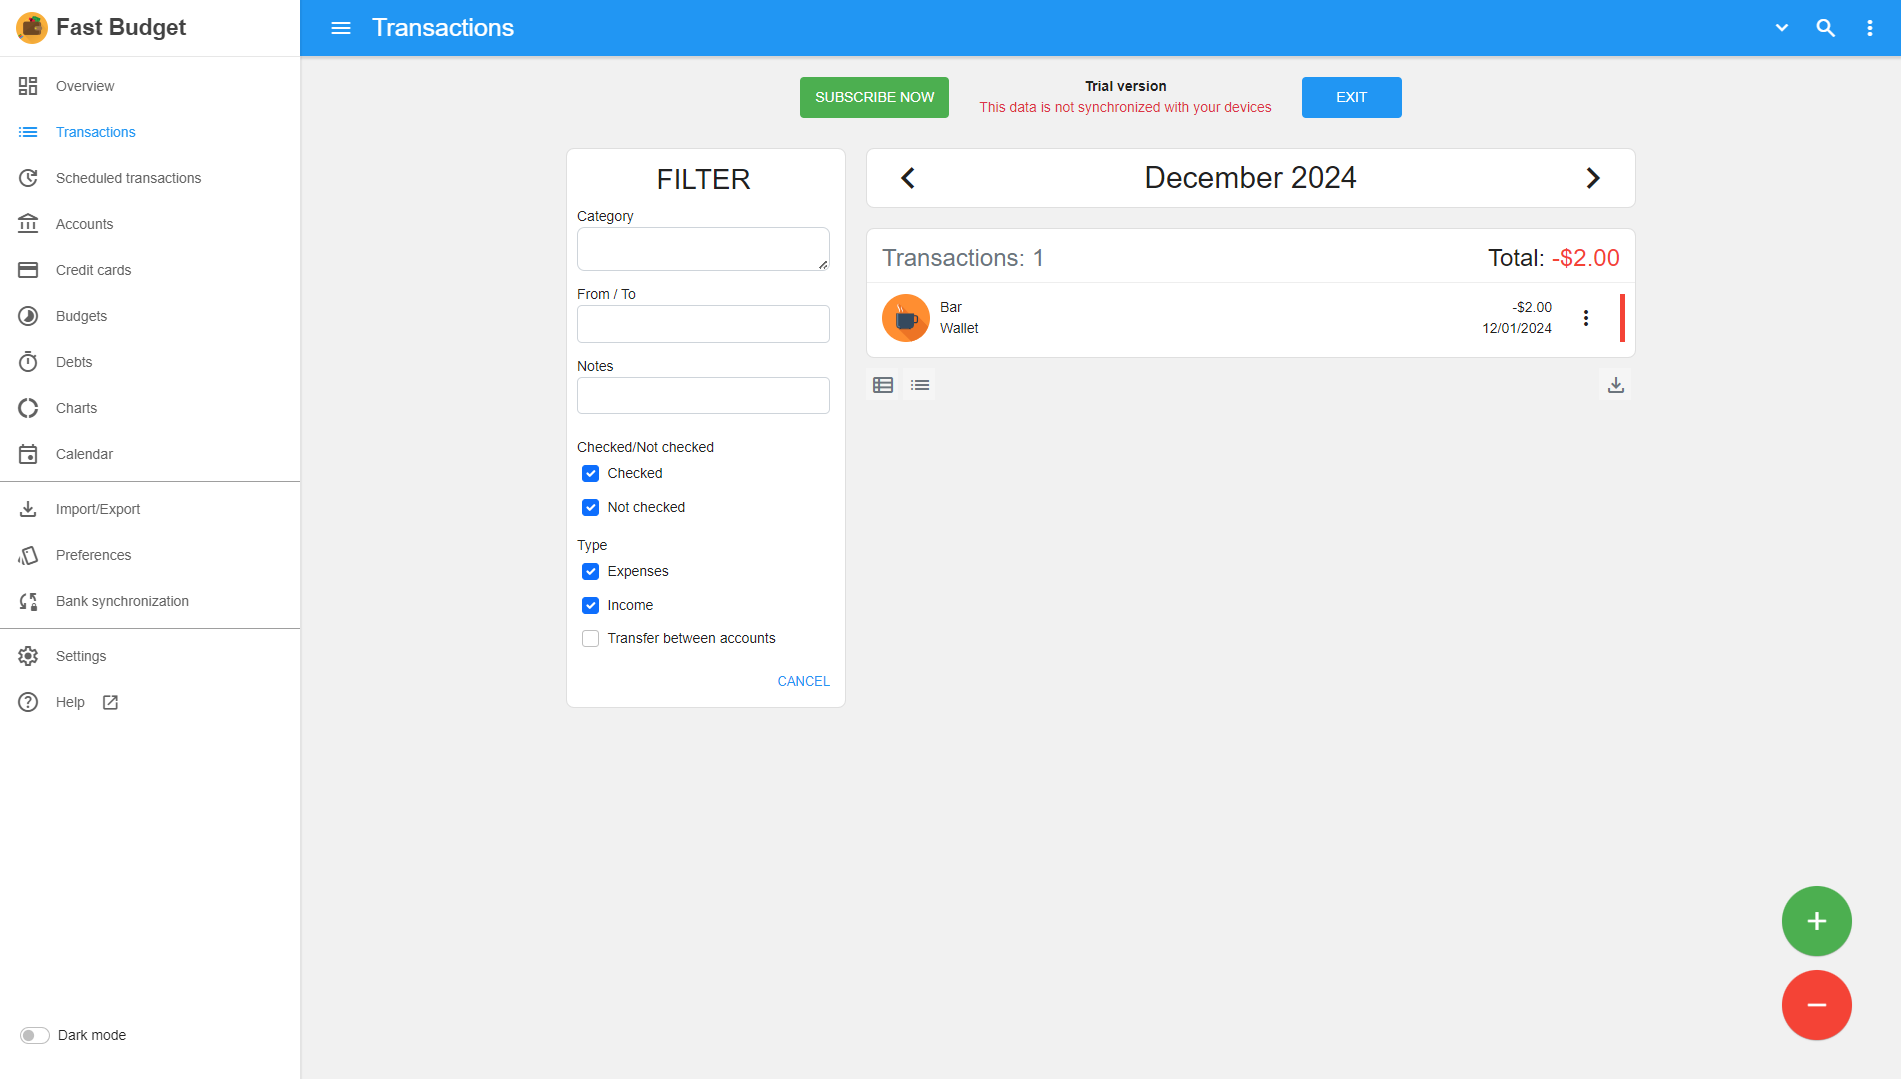 Fast Budget
Transactions
Overview
Transactions
Scheduled transactions
Accounts
Credit cards
Budgets
Debts
Charts
Calendar
Import/Export
Preferences
Bank synchronization
Settings
Help
Dark mode
SUBSCRIBE NOW
Trial version
This data is not synchronized with your devices
EXIT
FILTER
Category
From / To
Notes
Checked/Not checked
Checked
Not checked
Type
Expenses
Income
Transfer between accounts
CANCEL
December 2024
Transactions: 1 Total: -$2.00
Bar -$2.00
Wallet 12/01/2024